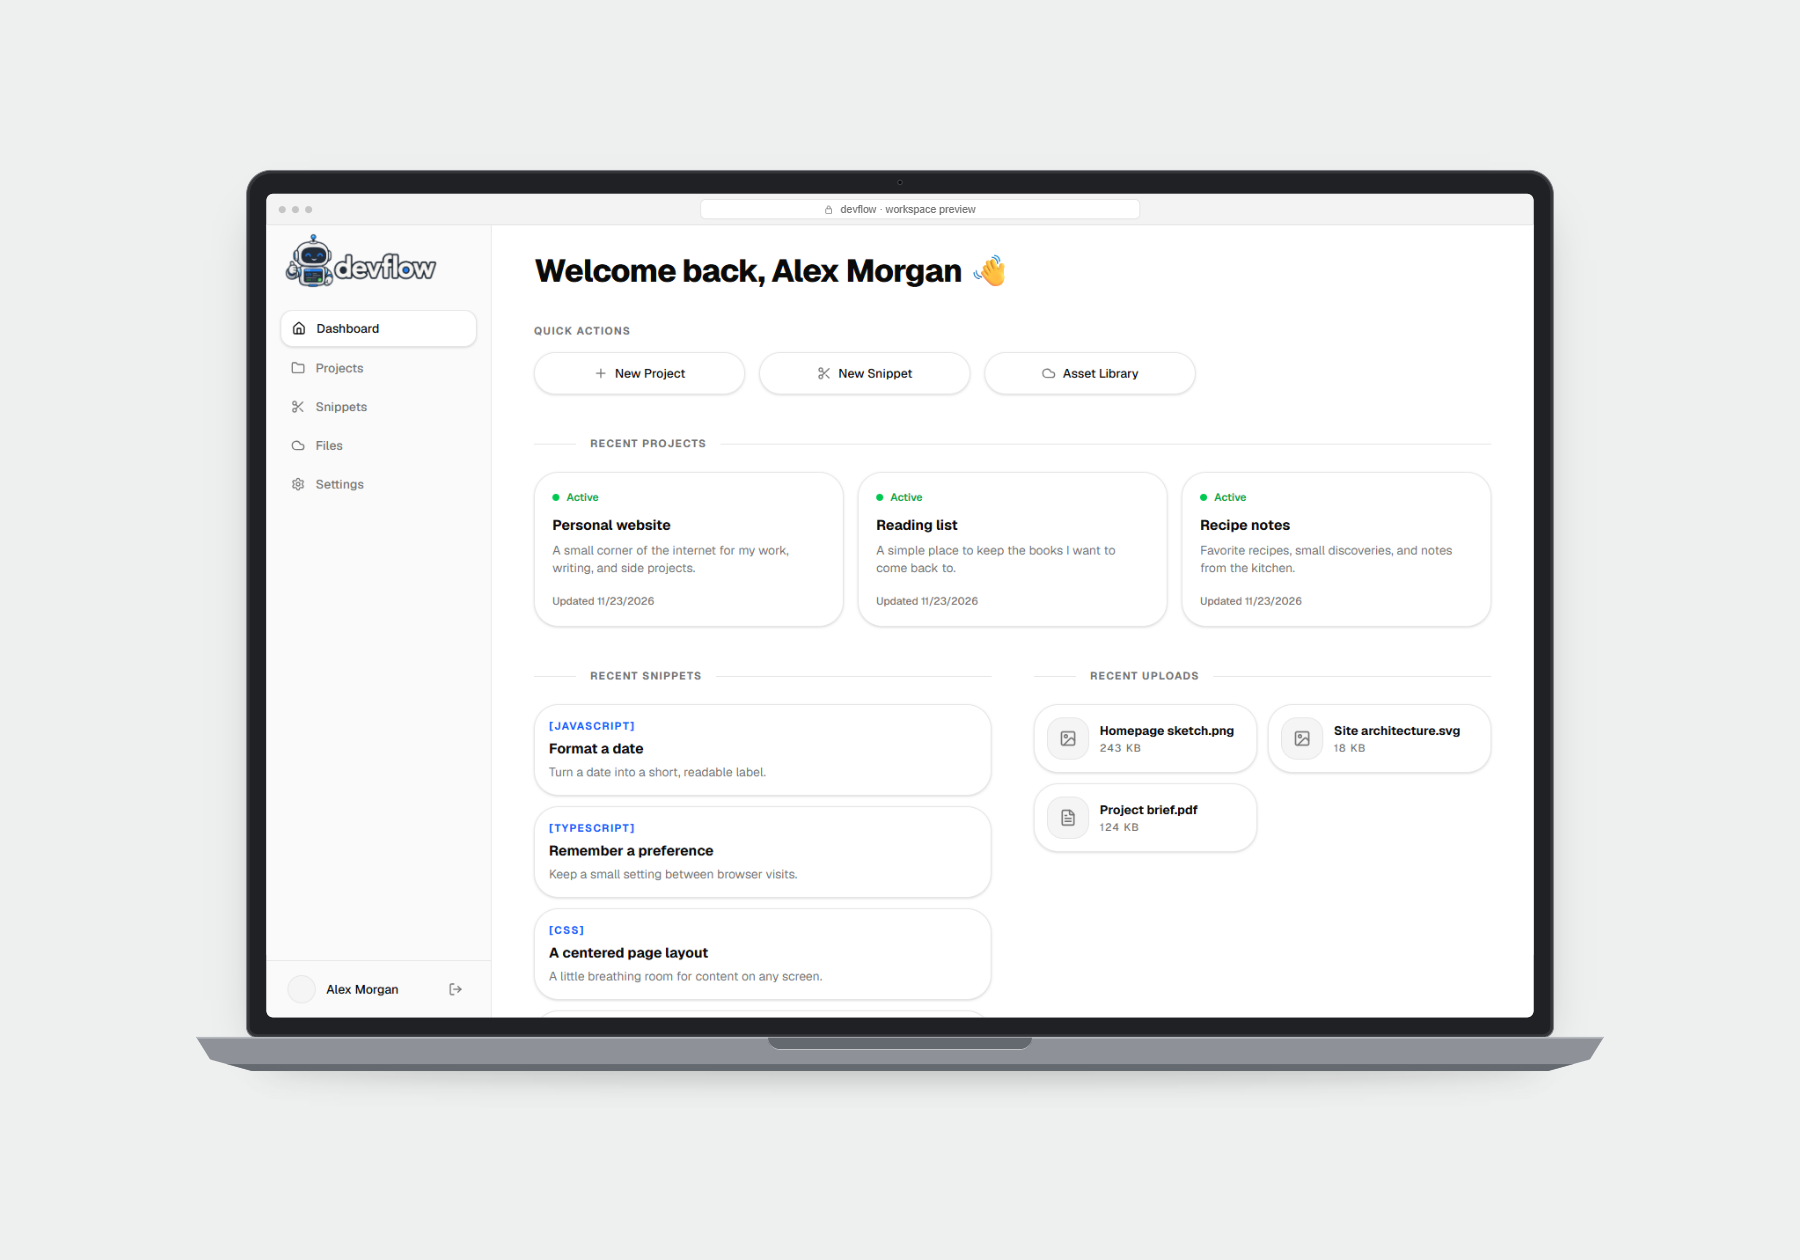 devflow · workspace preview
devflow
Dashboard
Projects
Snippets
Files
Settings
Alex Morgan
Welcome back, Alex Morgan 👋
QUICK ACTIONS
New Project
New Snippet
Asset Library
RECENT PROJECTS
Active
Personal website
A small corner of the internet for my work,
writing, and side projects.
Updated 11/23/2026
Active
Reading list
A simple place to keep the books I want to
come back to.
Updated 11/23/2026
Active
Recipe notes
Favorite recipes, small discoveries, and notes
from the kitchen.
Updated 11/23/2026
RECENT SNIPPETS
[JAVASCRIPT]
Format a date
Turn a date into a short, readable label.
[TYPESCRIPT]
Remember a preference
Keep a small setting between browser visits.
[CSS]
A centered page layout
A little breathing room for content on any screen.
RECENT UPLOADS
Homepage sketch.png
243 KB
Site architecture.svg
18 KB
Project brief.pdf
124 KB